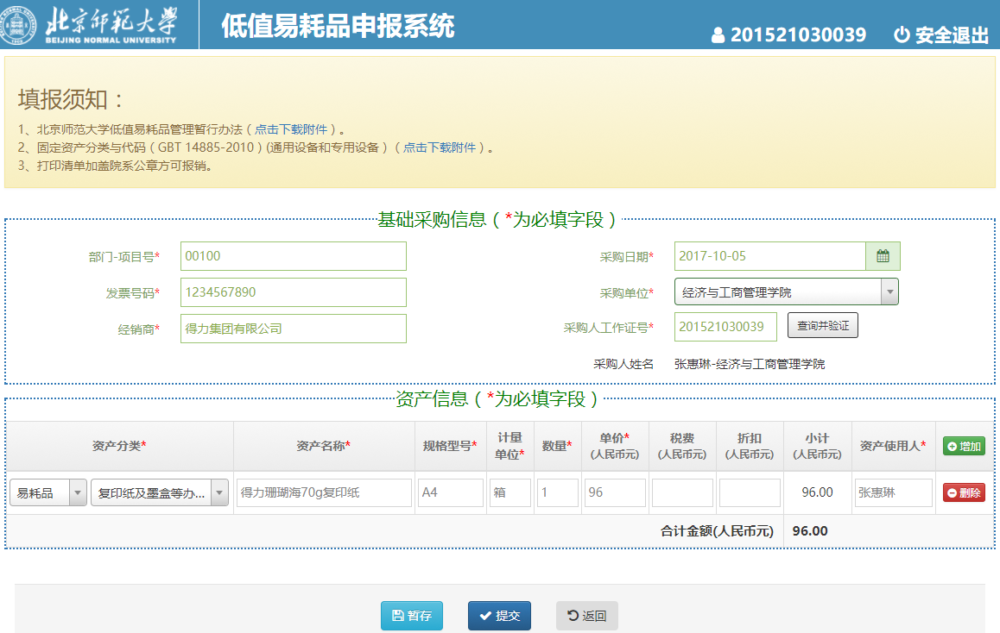 北京师范大学
BEIJING NORMAL UNIVERSITY
低值易耗品申报系统
201521030039 安全退出
填报须知：
1、北京师范大学低值易耗品管理暂行办法（点击下载附件）。
2、固定资产分类与代码（GBT 14885-2010）(通用设备和专用设备）（点击下载附件）。
3、打印清单加盖院系公章方可报销。
基础采购信息（*为必填字段）
部门-项目号* 00100 采购日期* 2017-10-05
发票号码* 1234567890 采购单位* 经济与工商管理学院
经销商* 得力集团有限公司 采购人工作证号* 201521030039 查询并验证
采购人姓名 张惠琳-经济与工商管理学院
资产信息（*为必填字段）
资产分类* 资产名称* 规格型号* 计量单位* 数量* 单价*(人民币元) 税费(人民币元) 折扣(人民币元) 小计(人民币元) 资产使用人* 增加
易耗品 复印纸及墨盒等办... 得力珊瑚海70g复印纸 A4 箱 1 96 96.00 张惠琳 删除
合计金额(人民币元) 96.00
暂存 提交 返回